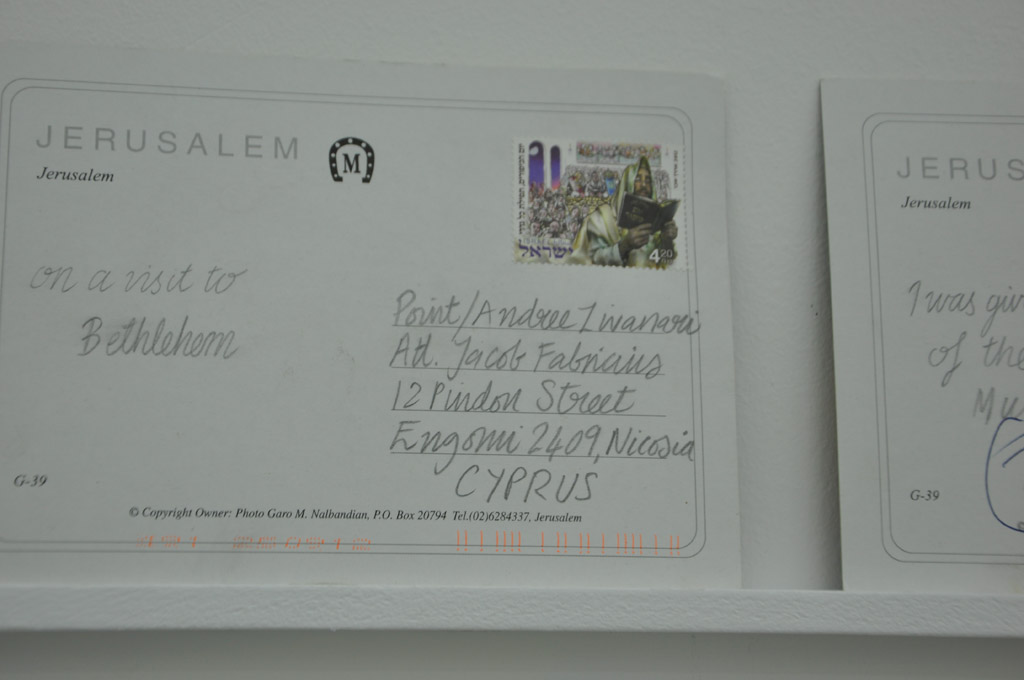 JERUSALEM
Jerusalem
M
ישראל
4.20
on a visit to
Bethlehem
Point/Andree Zivanari
Att. Jacob Fabricius
12 Pindon Street
Engomi 2409, Nicosia
CYPRUS
G-39
© Copyright Owner: Photo Garo M. Nalbandian, P.O. Box 20794 Tel.(02)6284337, Jerusalem
JERUS
Jerusalem
I was giv
of the
Mu
G-39